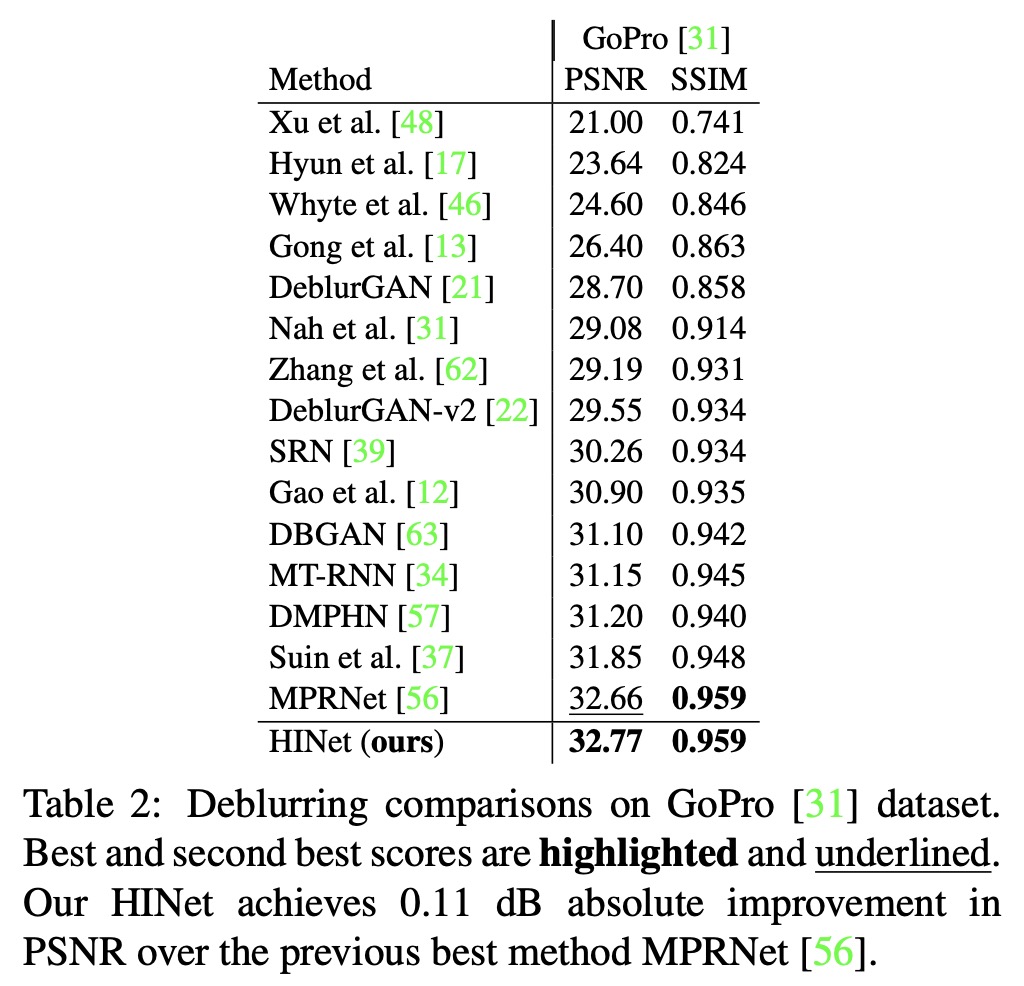 GoPro [31]
Method PSNR SSIM
Xu et al. [48] 21.00 0.741
Hyun et al. [17] 23.64 0.824
Whyte et al. [46] 24.60 0.846
Gong et al. [13] 26.40 0.863
DeblurGAN [21] 28.70 0.858
Nah et al. [31] 29.08 0.914
Zhang et al. [62] 29.19 0.931
DeblurGAN-v2 [22] 29.55 0.934
SRN [39] 30.26 0.934
Gao et al. [12] 30.90 0.935
DBGAN [63] 31.10 0.942
MT-RNN [34] 31.15 0.945
DMPHN [57] 31.20 0.940
Suin et al. [37] 31.85 0.948
MPRNet [56] 32.66 0.959
HINet (ours) 32.77 0.959
Table 2: Deblurring comparisons on GoPro [31] dataset.
Best and second best scores are highlighted and underlined.
Our HINet achieves 0.11 dB absolute improvement in
PSNR over the previous best method MPRNet [56].